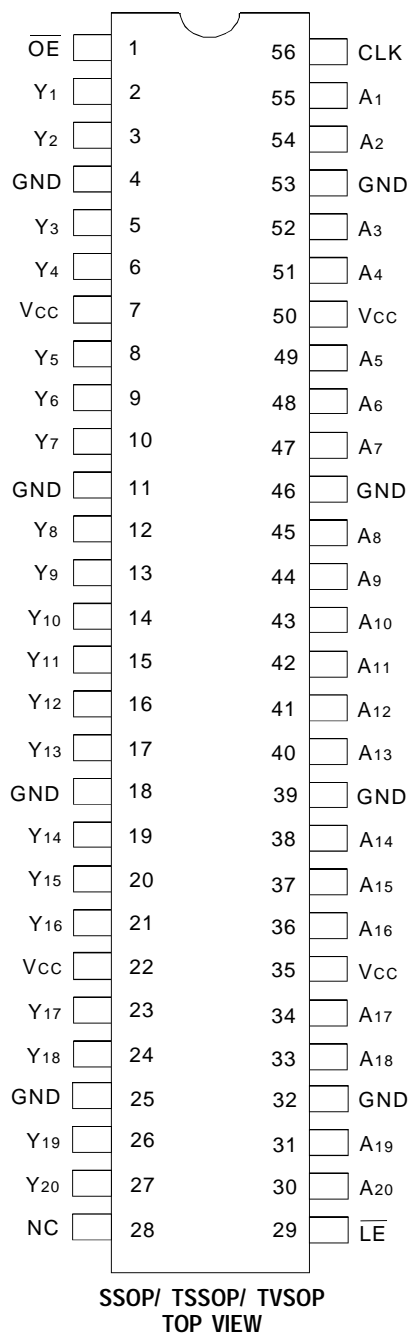 OE 1 56 CLK
Y1 2 55 A1
Y2 3 54 A2
GND 4 53 GND
Y3 5 52 A3
Y4 6 51 A4
VCC 7 50 VCC
Y5 8 49 A5
Y6 9 48 A6
Y7 10 47 A7
GND 11 46 GND
Y8 12 45 A8
Y9 13 44 A9
Y10 14 43 A10
Y11 15 42 A11
Y12 16 41 A12
Y13 17 40 A13
GND 18 39 GND
Y14 19 38 A14
Y15 20 37 A15
Y16 21 36 A16
VCC 22 35 VCC
Y17 23 34 A17
Y18 24 33 A18
GND 25 32 GND
Y19 26 31 A19
Y20 27 30 A20
NC 28 29 LE
SSOP/ TSSOP/ TVSOP
TOP VIEW